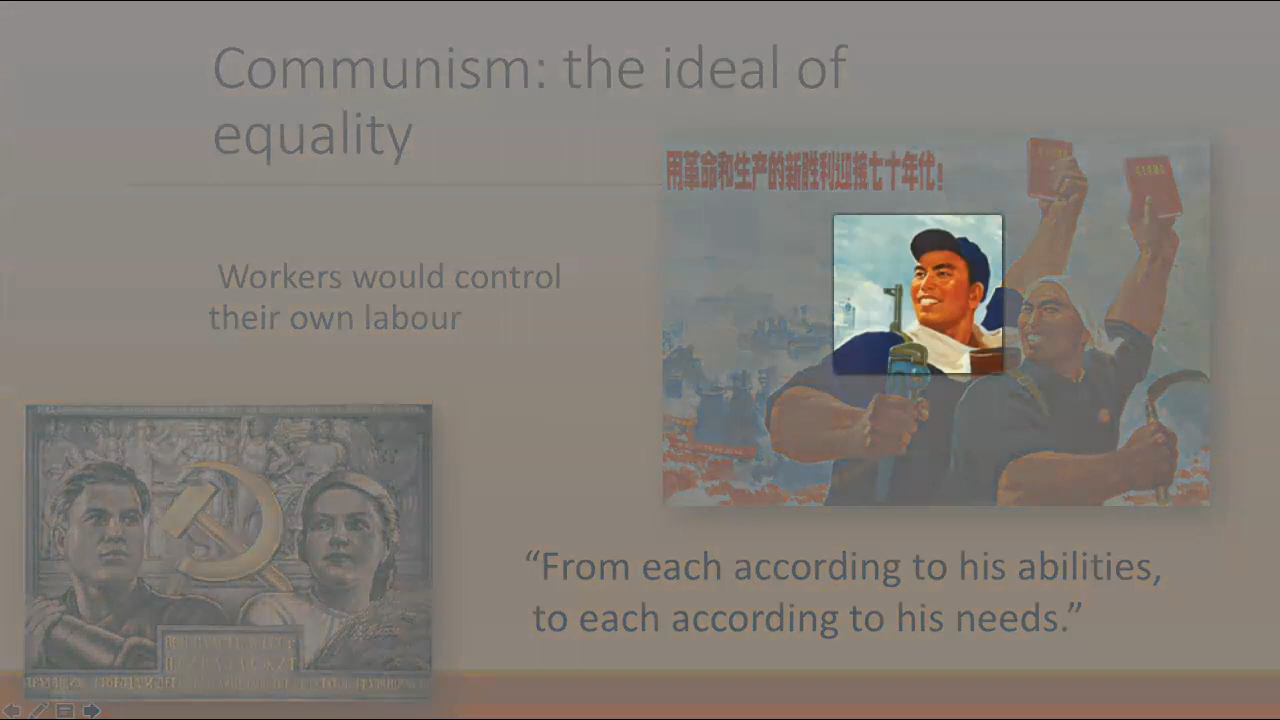 Communism: the ideal of
equality
用革命和生产的新胜利迎接七十年代!
Workers would control
their own labour
“From each according to his abilities,
to each according to his needs.”